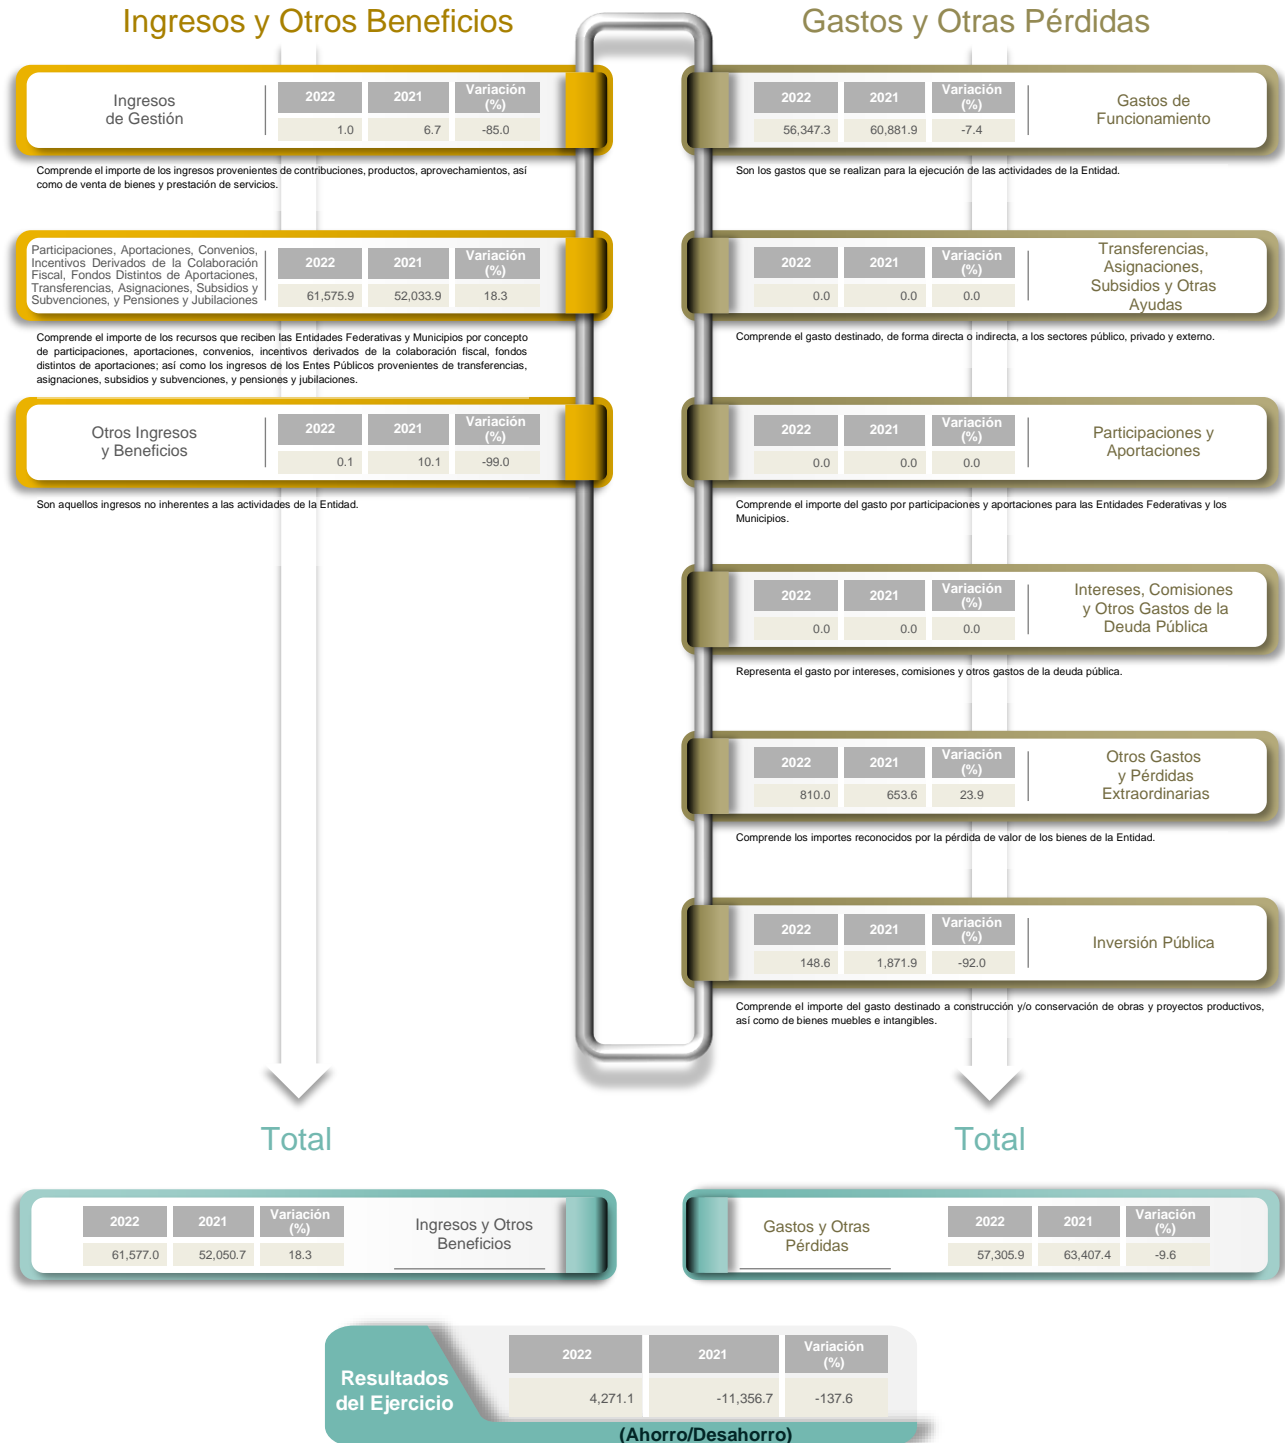 Ingresos y Otros Beneficios
Ingresos
de Gestión
2022 2021 Variación (%)
1.0 6.7 -85.0
Comprende el importe de los ingresos provenientes de contribuciones, productos, aprovechamientos, así
como de venta de bienes y prestación de servicios.
Participaciones, Aportaciones, Convenios,
Incentivos Derivados de la Colaboración
Fiscal, Fondos Distintos de Aportaciones,
Transferencias, Asignaciones, Subsidios y
Subvenciones, y Pensiones y Jubilaciones
2022 2021 Variación (%)
61,575.9 52,033.9 18.3
Comprende el importe de los recursos que reciben las Entidades Federativas y Municipios por concepto
de participaciones, aportaciones, convenios, incentivos derivados de la colaboración fiscal, fondos
distintos de aportaciones; así como los ingresos de los Entes Públicos provenientes de transferencias,
asignaciones, subsidios y subvenciones, y pensiones y jubilaciones.
Otros Ingresos
y Beneficios
2022 2021 Variación (%)
0.1 10.1 -99.0
Son aquellos ingresos no inherentes a las actividades de la Entidad.
Gastos y Otras Pérdidas
2022 2021 Variación (%)
56,347.3 60,881.9 -7.4
Gastos de
Funcionamiento
Son los gastos que se realizan para la ejecución de las actividades de la Entidad.
2022 2021 Variación (%)
0.0 0.0 0.0
Transferencias,
Asignaciones,
Subsidios y Otras
Ayudas
Comprende el gasto destinado, de forma directa o indirecta, a los sectores público, privado y externo.
2022 2021 Variación (%)
0.0 0.0 0.0
Participaciones y
Aportaciones
Comprende el importe del gasto por participaciones y aportaciones para las Entidades Federativas y los
Municipios.
2022 2021 Variación (%)
0.0 0.0 0.0
Intereses, Comisiones
y Otros Gastos de la
Deuda Pública
Representa el gasto por intereses, comisiones y otros gastos de la deuda pública.
2022 2021 Variación (%)
810.0 653.6 23.9
Otros Gastos
y Pérdidas
Extraordinarias
Comprende los importes reconocidos por la pérdida de valor de los bienes de la Entidad.
2022 2021 Variación (%)
148.6 1,871.9 -92.0
Inversión Pública
Comprende el importe del gasto destinado a construcción y/o conservación de obras y proyectos productivos,
así como de bienes muebles e intangibles.
Total
2022 2021 Variación (%)
61,577.0 52,050.7 18.3
Ingresos y Otros
Beneficios
Total
Gastos y Otras
Pérdidas
2022 2021 Variación (%)
57,305.9 63,407.4 -9.6
Resultados
del Ejercicio
2022 2021 Variación (%)
4,271.1 -11,356.7 -137.6
(Ahorro/Desahorro)